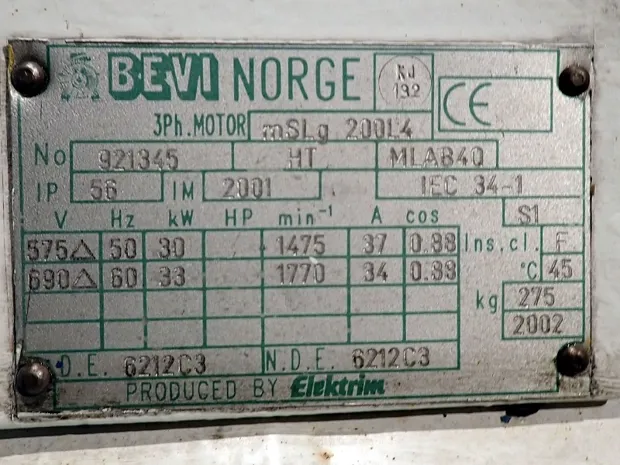 BEVI NORGE KJ 132 CE
3Ph.MOTOR mSLg 200L4
No 921345 HT MLAB40
IP 56 IM 2001 IEC 34-1
V Hz kW HP min⁻¹ A cos S1
575△ 50 30 1475 37 0.88 Ins.cl. F
690△ 60 33 1770 34 0.88 °C 45
kg 275
2002
D.E. 6212C3 N.D.E. 6212C3
PRODUCED BY Elektrim